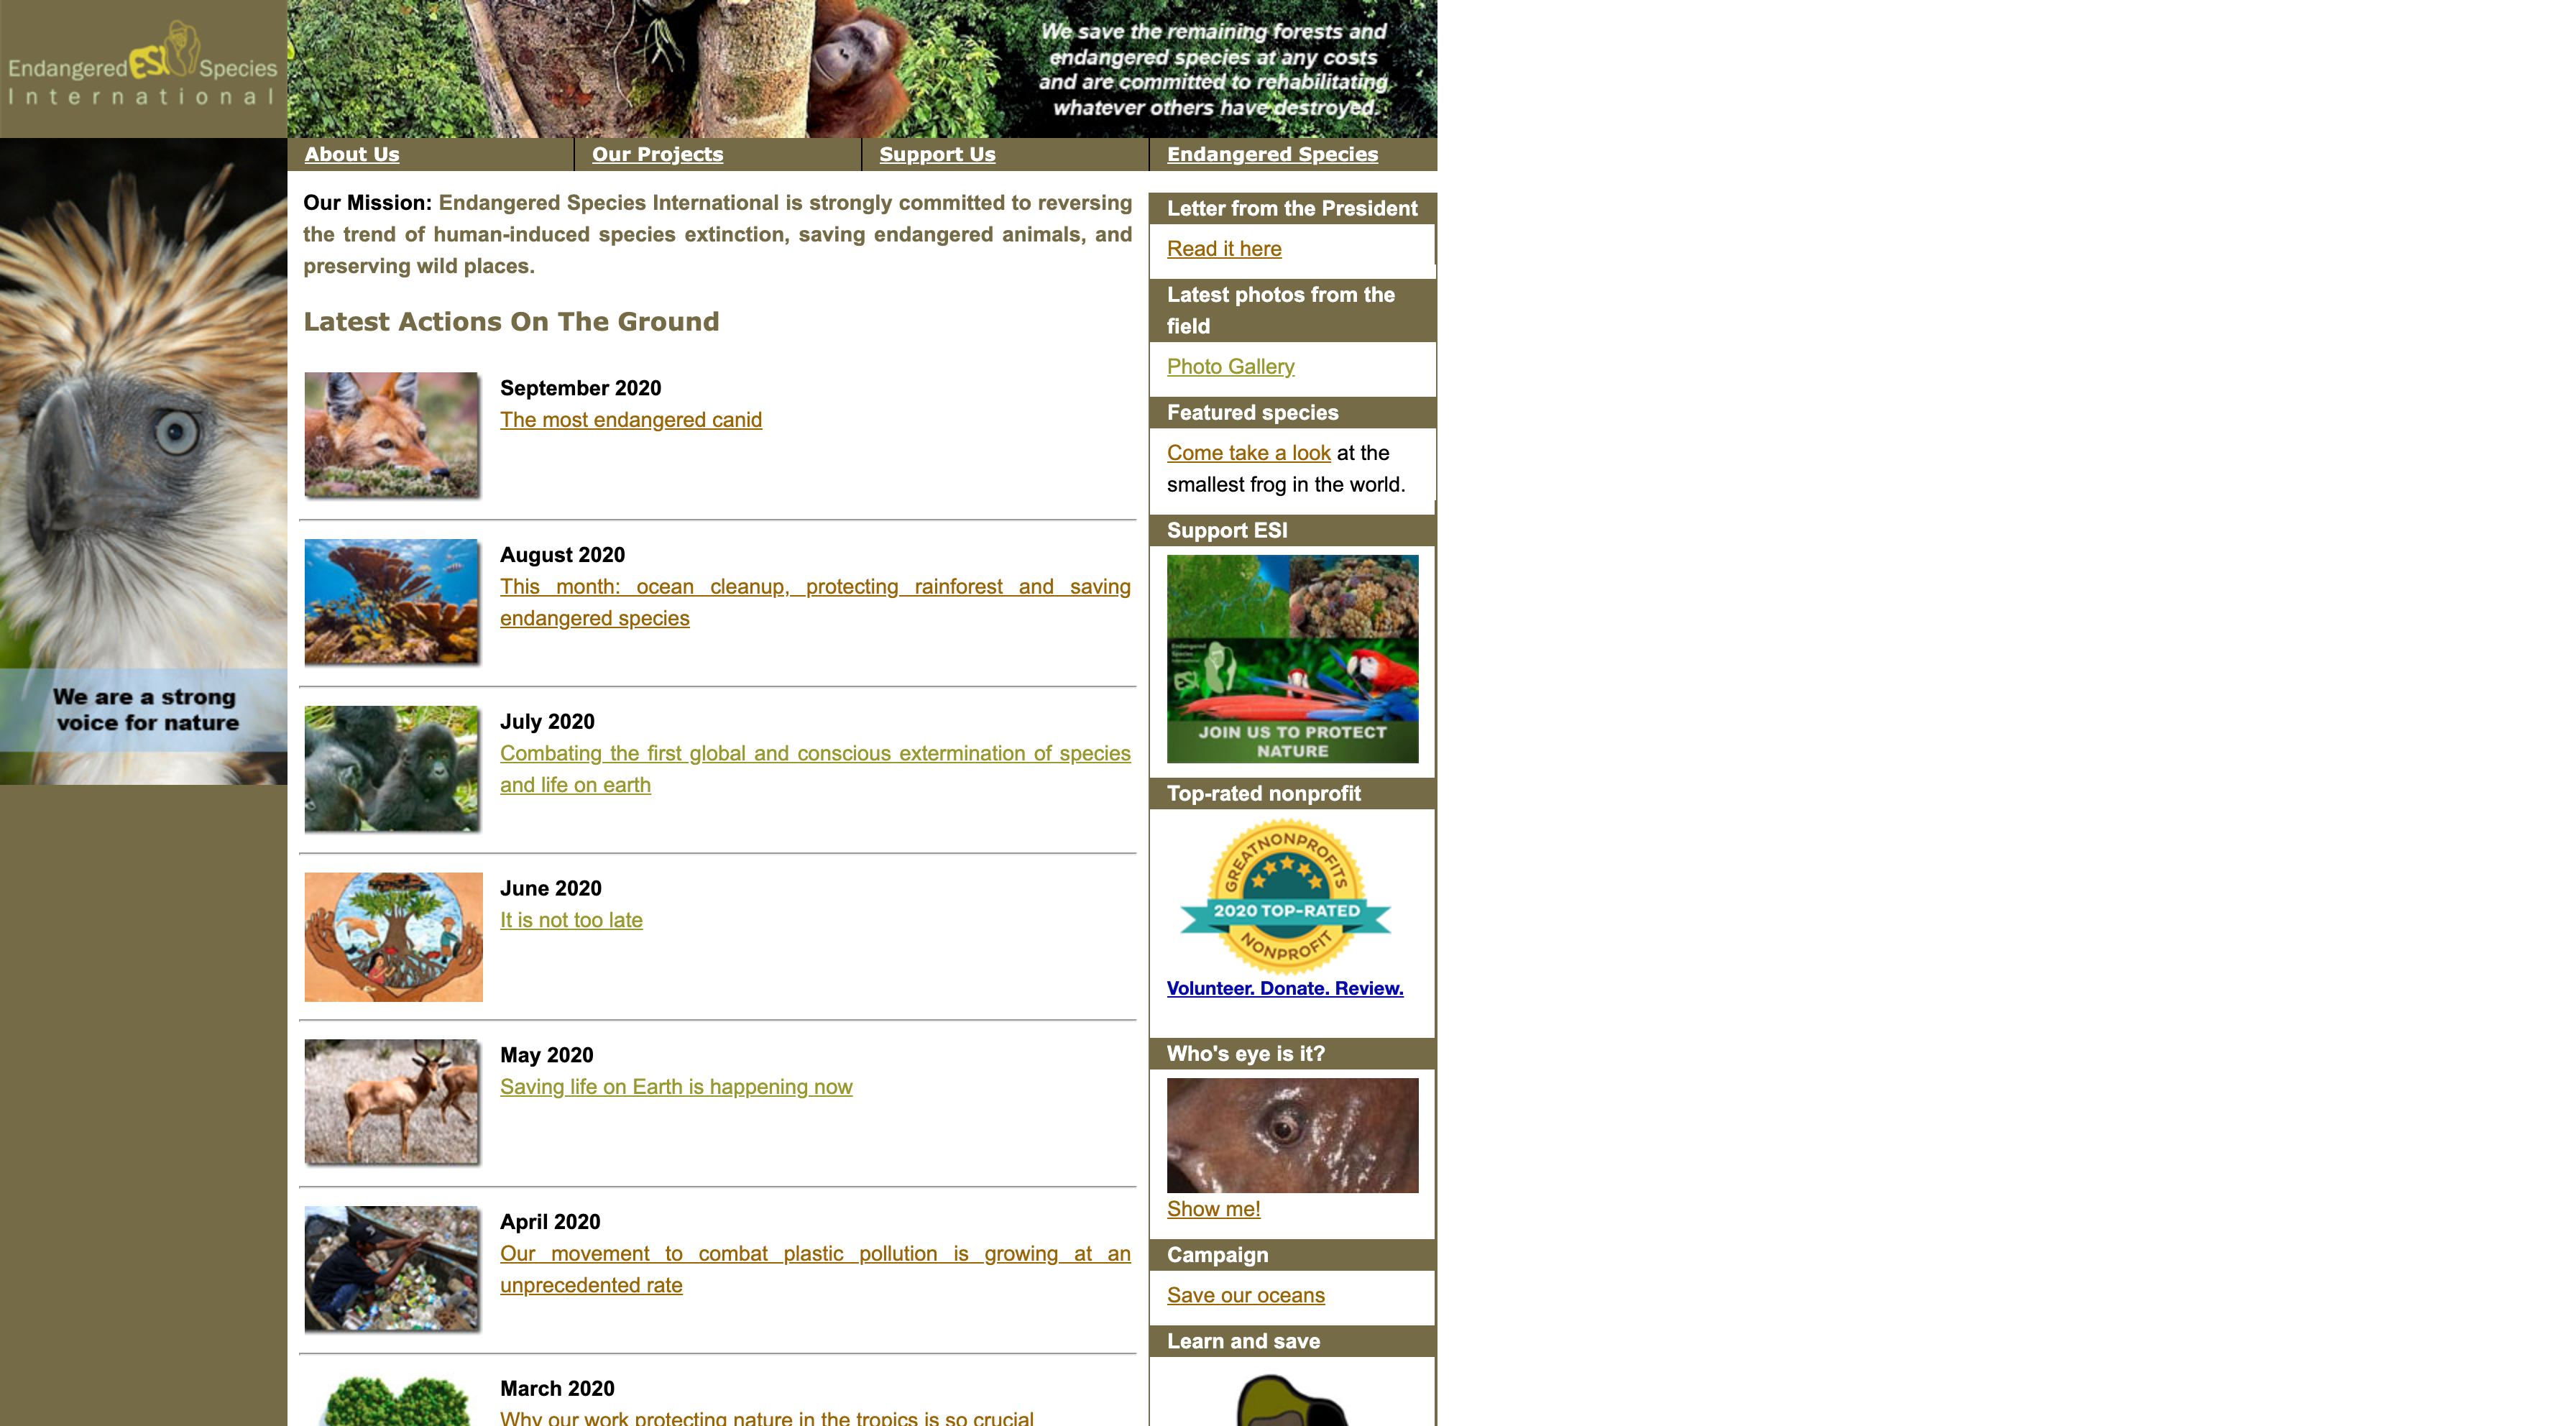 Endangered ESI Species
International
We save the remaining forests and
endangered species at any costs
and are committed to rehabilitating
whatever others have destroyed.
About Us
Our Projects
Support Us
Endangered Species
We are a strong
voice for nature
Our Mission: Endangered Species International is strongly committed to reversing
the trend of human-induced species extinction, saving endangered animals, and
preserving wild places.
Latest Actions On The Ground
September 2020
The most endangered canid
August 2020
This month: ocean cleanup, protecting rainforest and saving
endangered species
July 2020
Combating the first global and conscious extermination of species
and life on earth
June 2020
It is not too late
May 2020
Saving life on Earth is happening now
April 2020
Our movement to combat plastic pollution is growing at an
unprecedented rate
March 2020
Why our work protecting nature in the tropics is so crucial
Letter from the President
Read it here
Latest photos from the
field
Photo Gallery
Featured species
Come take a look at the
smallest frog in the world.
Support ESI
Endangered
Species
International
ESI
JOIN US TO PROTECT
NATURE
Top-rated nonprofit
GREATNONPROFITS
2020 TOP-RATED
NONPROFIT
Volunteer. Donate. Review.
Who's eye is it?
Show me!
Campaign
Save our oceans
Learn and save